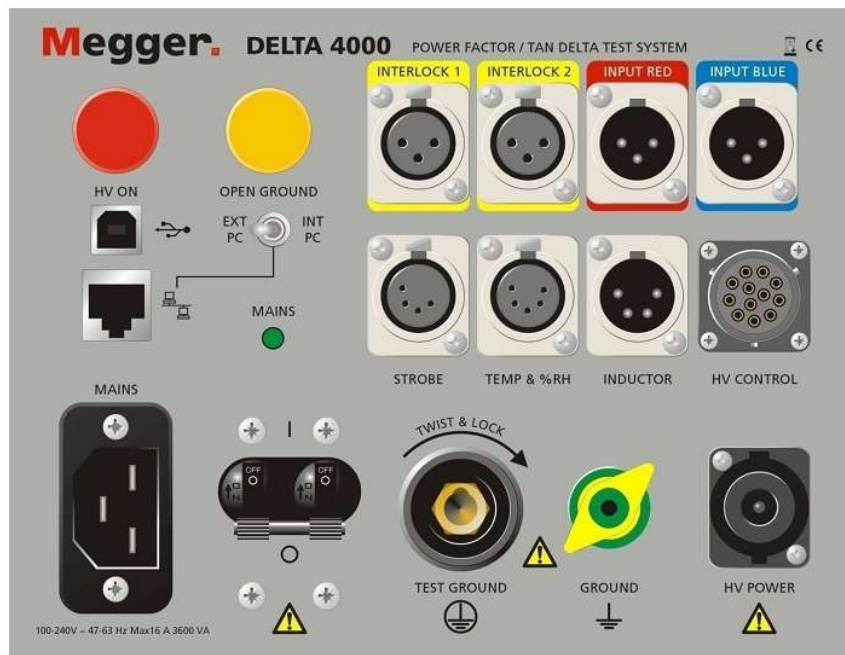 Megger. DELTA 4000 POWER FACTOR / TAN DELTA TEST SYSTEM CE
INTERLOCK 1 INTERLOCK 2 INPUT RED INPUT BLUE
HV ON OPEN GROUND
EXT PC INT PC
MAINS
STROBE TEMP & %RH INDUCTOR HV CONTROL
MAINS
I
TWIST & LOCK
OFF OFF
O O
ON ON
O
TEST GROUND GROUND HV POWER
100-240V ~ 47-63 Hz Max16 A 3600 VA